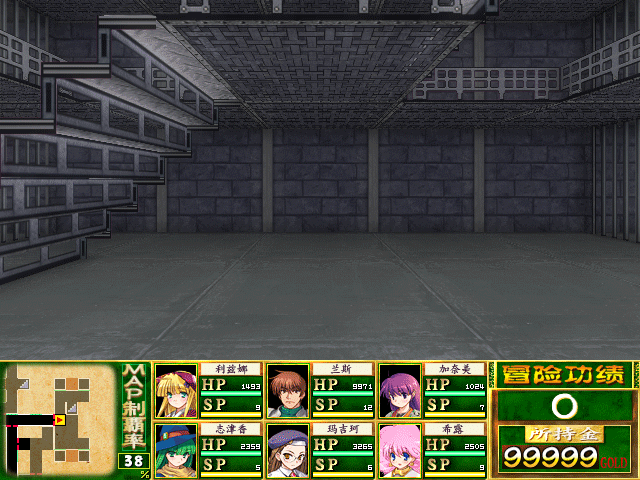 MAP制覇率
38
%
利兹娜
HP 1493
SP 9
兰斯
HP 9971
SP 12
加奈美
HP 1024
SP 7
志津香
HP 2359
SP 5
玛吉珂
HP 3265
SP 6
希露
HP 2505
SP 9
冒险功绩
0
所持金
99999 GOLD